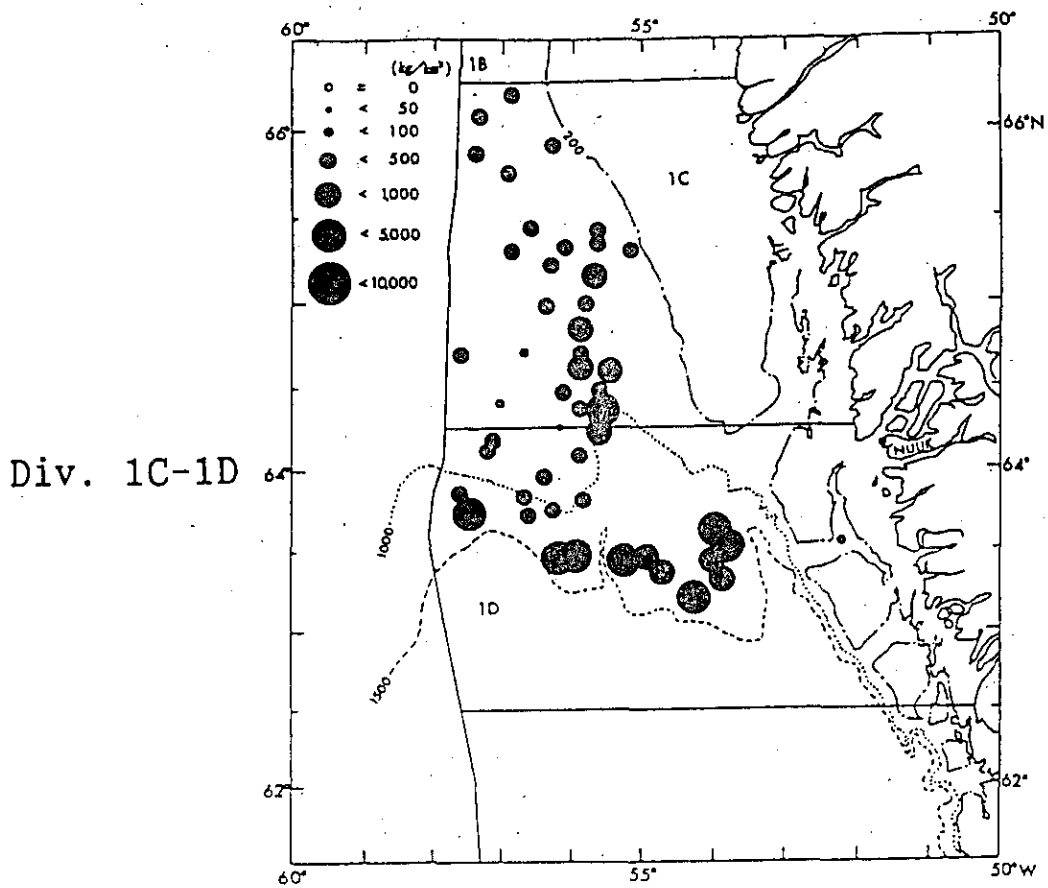 60° 55° 50°
(kg/km²)
1B
○ = 0
< 50
< 100
< 500
< 1,000
< 5,000
< 10,000
66°
66°N
200
1C
NUUK
Div. 1C-1D
64°
64°
1000
1D
1500
62°
62°
60° 55° 50°W